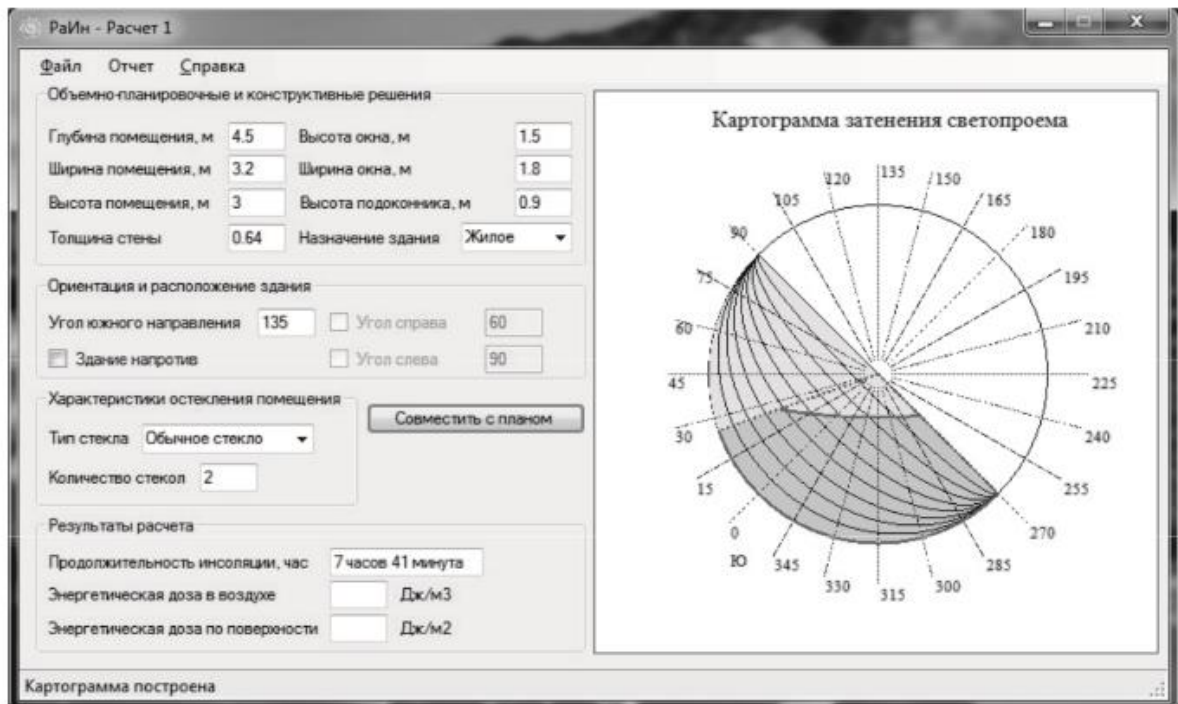 РаИн - Расчет 1
Файл Отчет Справка
Объемно-планировочные и конструктивные решения
Глубина помещения, м 4.5 Высота окна, м 1.5
Ширина помещения, м 3.2 Ширина окна, м 1.8
Высота помещения, м 3 Высота подоконника, м 0.9
Толщина стены 0.64 Назначение здания Жилое
Ориентация и расположение здания
Угол южного направления 135 Угол справа 60
Здание напротив Угол слева 90
Характеристики остекления помещения
Тип стекла Обычное стекло
Совместить с планом
Количество стекол 2
Результаты расчета
Продолжительность инсоляции, час 7 часов 41 минута
Энергетическая доза в воздухе Дж/м3
Энергетическая доза по поверхности Дж/м2
Картограмма затенения светопроема
135
120 150
105 165
90 180
75 195
60 210
45 225
30 240
15 255
0 270
Ю 345 285
330 300
315
Картограмма построена